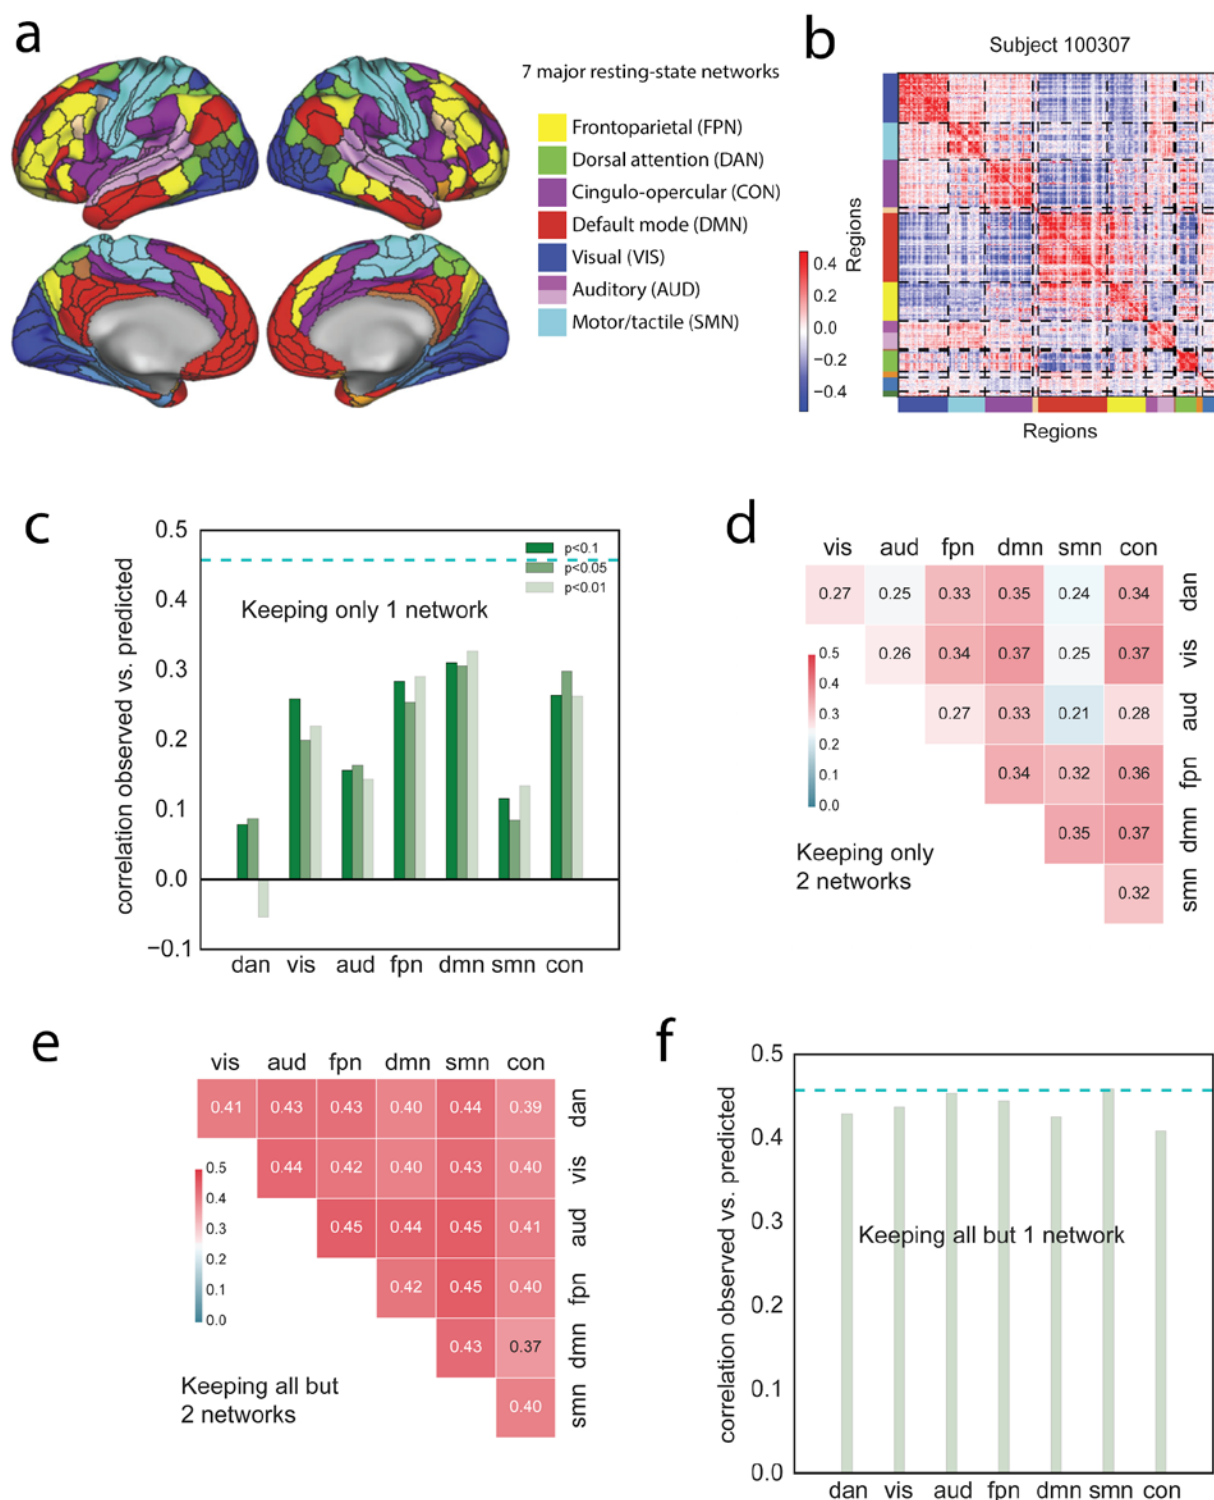 a
7 major resting-state networks
Frontoparietal (FPN)
Dorsal attention (DAN)
Cingulo-opercular (CON)
Default mode (DMN)
Visual (VIS)
Auditory (AUD)
Motor/tactile (SMN)
b
Subject 100307
Regions
0.4
0.2
0.0
−0.2
−0.4
Regions
c
correlation observed vs. predicted
0.5
0.4
0.3
0.2
0.1
0.0
−0.1
p<0.1
p<0.05
p<0.01
Keeping only 1 network
dan vis aud fpn dmn smn con
d
vis aud fpn dmn smn con
0.27 0.25 0.33 0.35 0.24 0.34 dan
0.26 0.34 0.37 0.25 0.37 vis
0.27 0.33 0.21 0.28 aud
0.34 0.32 0.36 fpn
0.35 0.37 dmn
0.32 smn
0.5
0.4
0.3
0.2
0.1
0.0
Keeping only
2 networks
e
vis aud fpn dmn smn con
0.41 0.43 0.43 0.40 0.44 0.39 dan
0.44 0.42 0.40 0.43 0.40 vis
0.45 0.44 0.45 0.41 aud
0.42 0.45 0.40 fpn
0.43 0.37 dmn
0.40 smn
0.5
0.4
0.3
0.2
0.1
0.0
Keeping all but
2 networks
f
correlation observed vs. predicted
0.5
0.4
0.3
0.2
0.1
0.0
Keeping all but 1 network
dan vis aud fpn dmn smn con